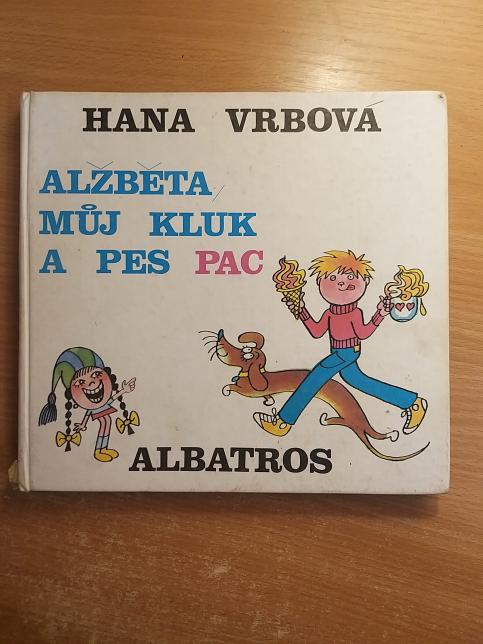 HANA VRBOVÁ
ALŽBĚTA,
MŮJ KLUK
A PES PAC
ALBATROS